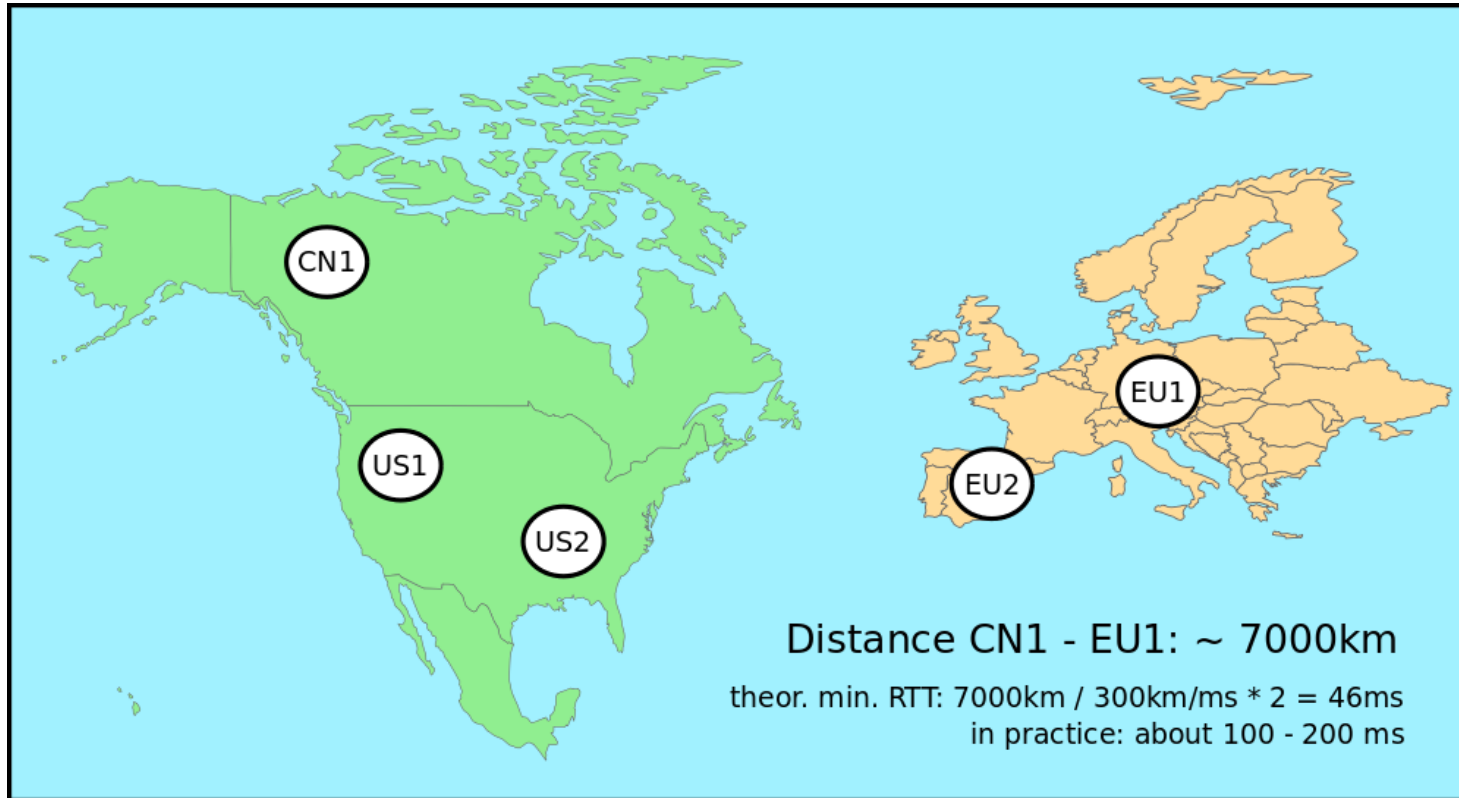 CN1
EU1
US1
EU2
US2
Distance CN1 - EU1: ~ 7000km
theor. min. RTT: 7000km / 300km/ms * 2 = 46ms
in practice: about 100 - 200 ms